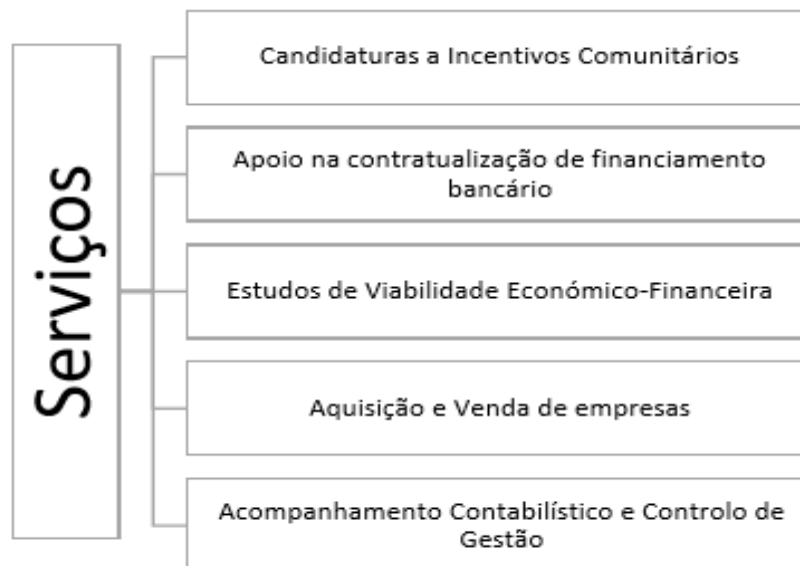 Serviços
Candidaturas a Incentivos Comunitários
Apoio na contratualização de financiamento
bancário
Estudos de Viabilidade Económico-Financeira
Aquisição e Venda de empresas
Acompanhamento Contabilístico e Controlo de
Gestão